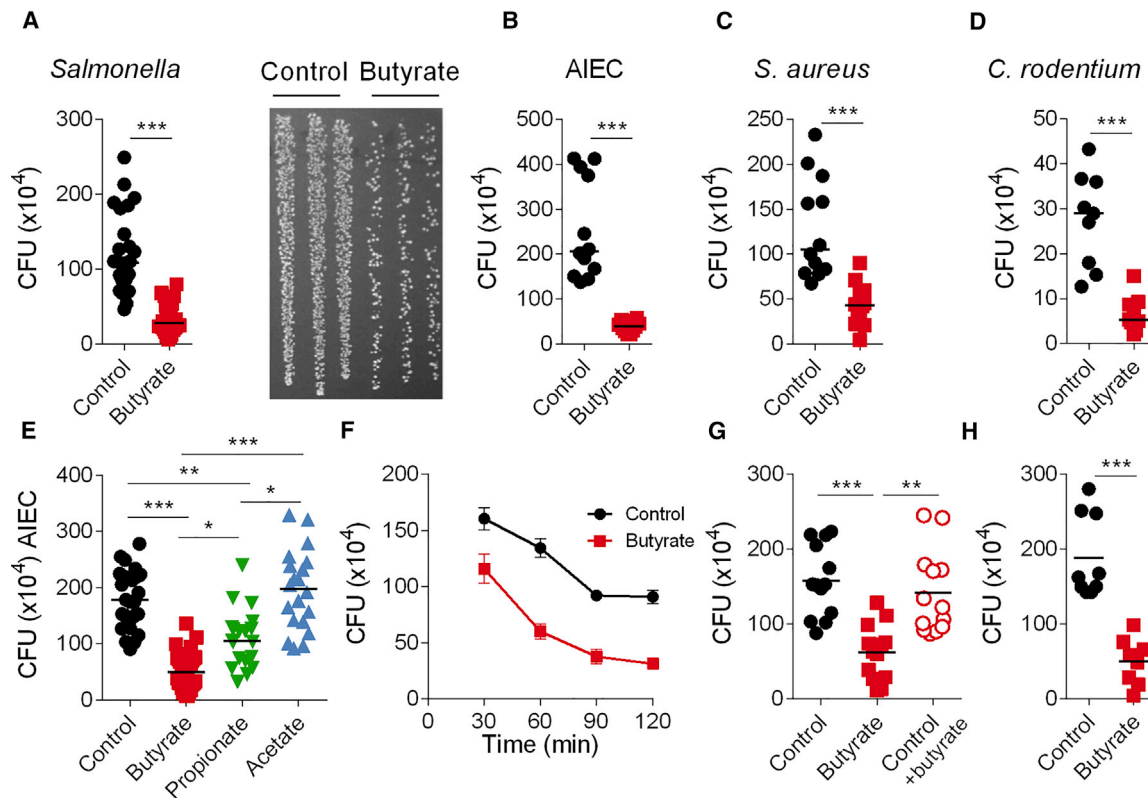 A
Salmonella
Control Butyrate
CFU (x10⁴)
300
200
100
0
***
Control
Butyrate
B
AIEC
CFU (x10⁴)
500
400
300
200
100
0
***
Control
Butyrate
C
S. aureus
CFU (x10⁴)
250
200
150
100
50
0
***
Control
Butyrate
D
C. rodentium
CFU (x10⁴)
50
40
30
20
10
0
***
Control
Butyrate
E
CFU (x10⁴) AIEC
400
300
200
100
0
***
**
***
*
*
Control
Butyrate
Propionate
Acetate
F
CFU (x10⁴)
200
150
100
50
0
Control
Butyrate
0 30 60 90 120
Time (min)
G
CFU (x10⁴)
300
200
100
0
***
**
Control
Butyrate
Control
+butyrate
H
CFU (x10⁴)
300
200
100
0
***
Control
Butyrate